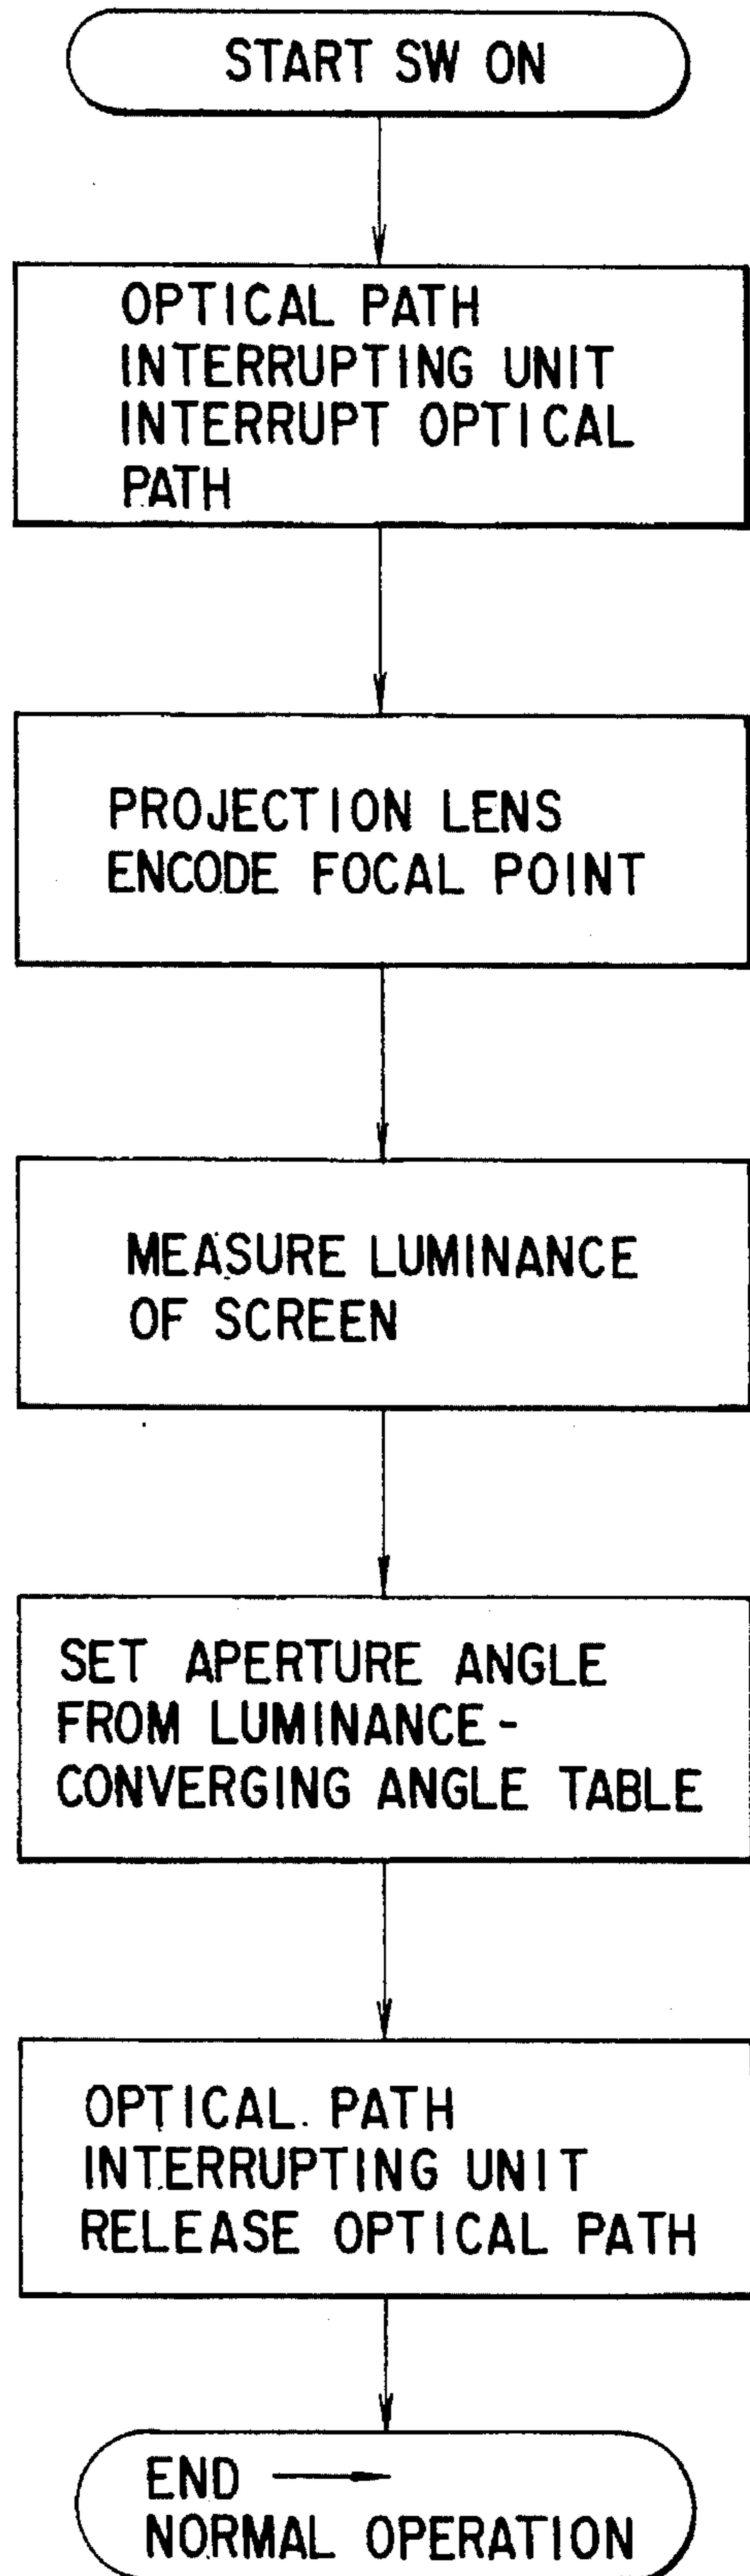 START SW ON
OPTICAL PATH
INTERRUPTING UNIT
INTERRUPT OPTICAL
PATH
PROJECTION LENS
ENCODE FOCAL POINT
MEASURE LUMINANCE
OF SCREEN
SET APERTURE ANGLE
FROM LUMINANCE-
CONVERGING ANGLE TABLE
OPTICAL PATH
INTERRUPTING UNIT
RELEASE OPTICAL PATH
END →
NORMAL OPERATION